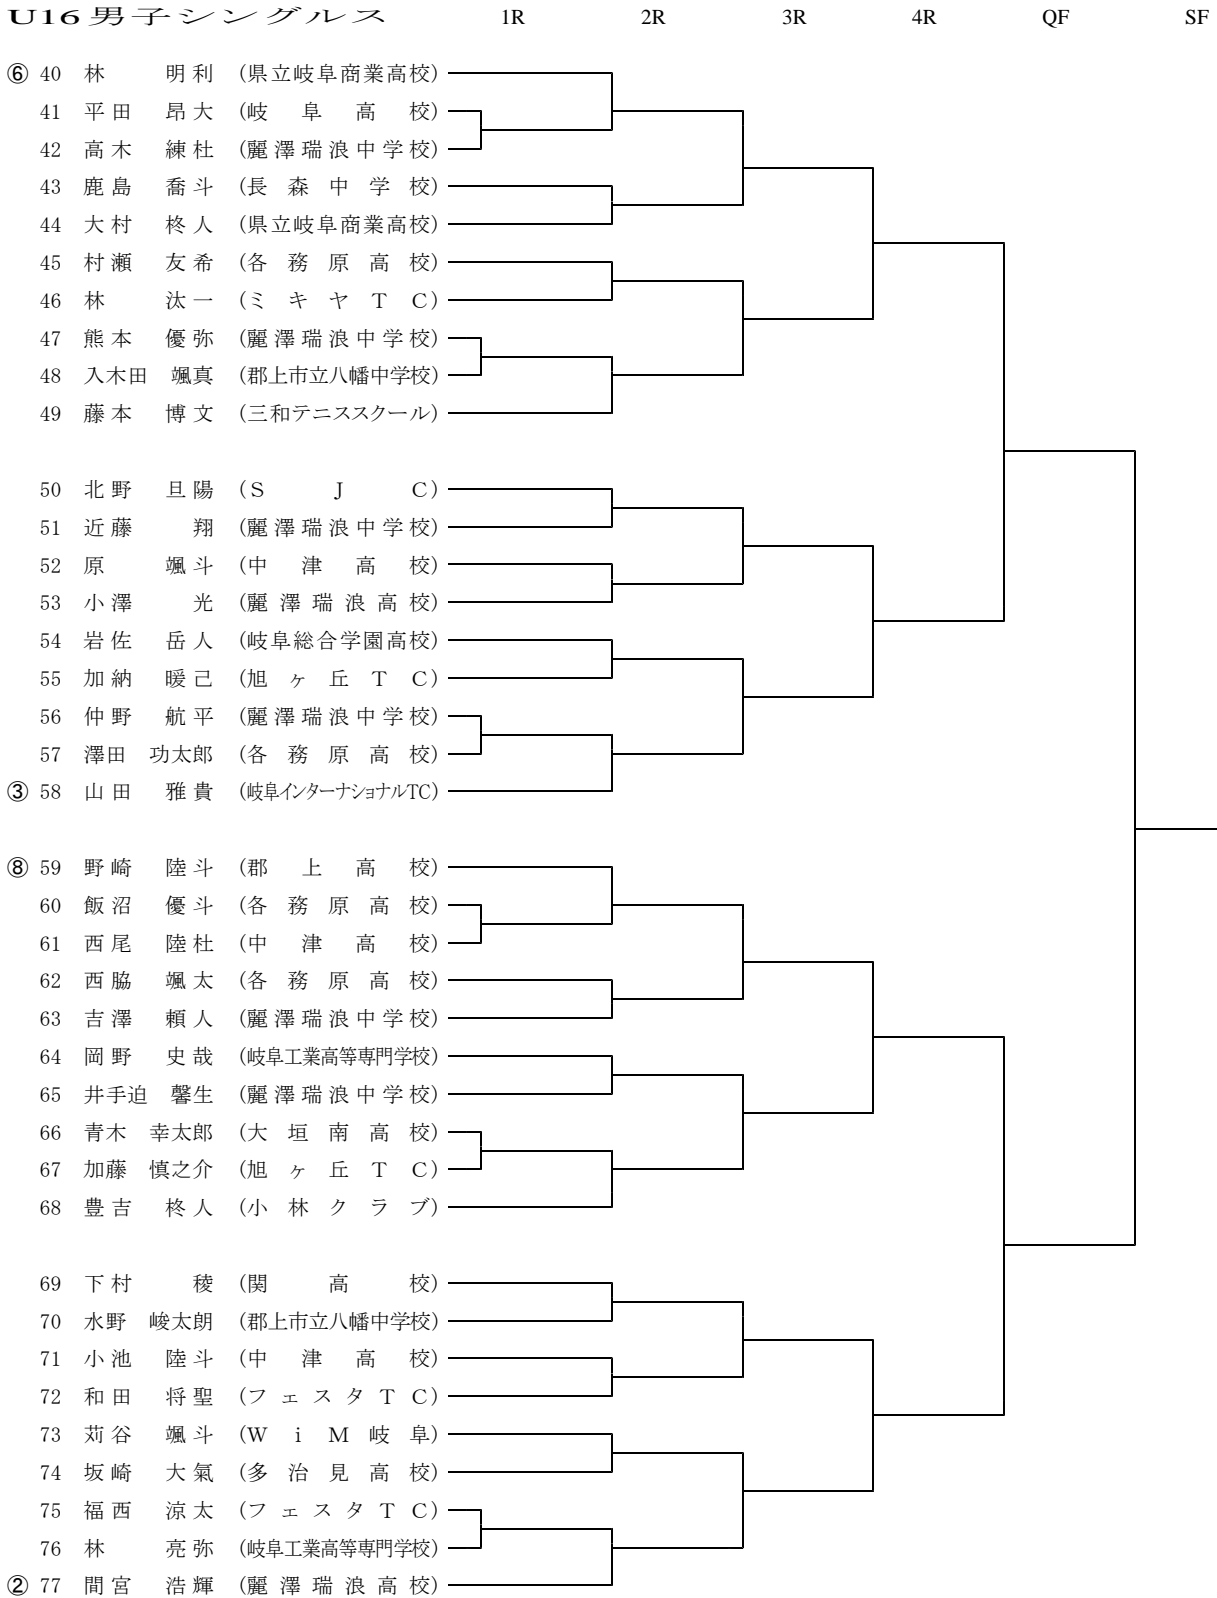 U16男子シングルス 1R 2R 3R 4R QF SF
⑥ 40 林 明利 (県立岐阜商業高校)
41 平田 昂大 (岐阜高校)
42 高木 練杜 (麗澤瑞浪中学校)
43 鹿島 喬斗 (長森中学校)
44 大村 柊人 (県立岐阜商業高校)
45 村瀬 友希 (各務原高校)
46 林 汰一 (ミキヤTC)
47 熊本 優弥 (麗澤瑞浪中学校)
48 入木田 颯真 (郡上市立八幡中学校)
49 藤本 博文 (三和テニススクール)
50 北野 旦陽 (SJC)
51 近藤 翔 (麗澤瑞浪中学校)
52 原 颯斗 (中津高校)
53 小澤 光 (麗澤瑞浪高校)
54 岩佐 岳人 (岐阜総合学園高校)
55 加納 暖己 (旭ヶ丘TC)
56 仲野 航平 (麗澤瑞浪中学校)
57 澤田 功太郎 (各務原高校)
③ 58 山田 雅貴 (岐阜インターナショナルTC)
⑧ 59 野崎 陸斗 (郡上高校)
60 飯沼 優斗 (各務原高校)
61 西尾 陸杜 (中津高校)
62 西脇 颯太 (各務原高校)
63 吉澤 頼人 (麗澤瑞浪中学校)
64 岡野 史哉 (岐阜工業高等専門学校)
65 井手迫 馨生 (麗澤瑞浪中学校)
66 青木 幸太郎 (大垣南高校)
67 加藤 慎之介 (旭ヶ丘TC)
68 豊吉 柊人 (小林クラブ)
69 下村 稜 (関高校)
70 水野 峻太朗 (郡上市立八幡中学校)
71 小池 陸斗 (中津高校)
72 和田 将聖 (フェスタTC)
73 苅谷 颯斗 (WiM岐阜)
74 坂崎 大氣 (多治見高校)
75 福西 涼太 (フェスタTC)
76 林 亮弥 (岐阜工業高等専門学校)
② 77 間宮 浩輝 (麗澤瑞浪高校)